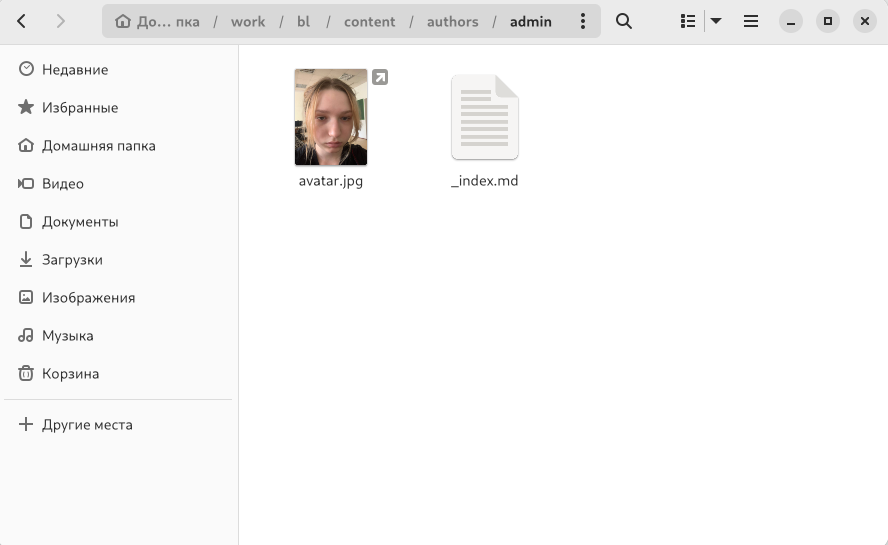 До... пка / work / bl / content / authors / admin
Недавние
Избранные
Домашняя папка
Видео
Документы
Загрузки
Изображения
Музыка
Корзина
Другие места
avatar.jpg
_index.md